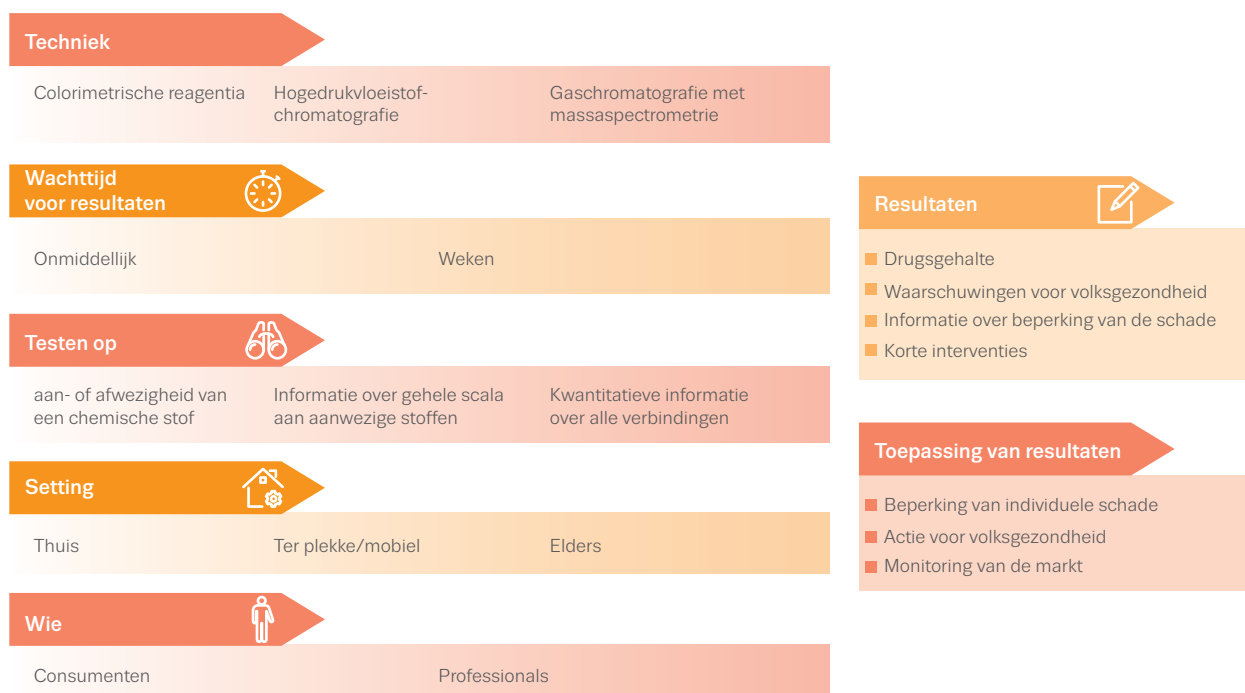 Techniek
Colorimetrische reagentia
Hogedrukvloeistof-
chromatografie
Gaschromatografie met
massaspectrometrie
Wachttijd
voor resultaten
Onmiddellijk
Weken
Testen op
aan- of afwezigheid van
een chemische stof
Informatie over gehele scala
aan aanwezige stoffen
Kwantitatieve informatie
over alle verbindingen
Setting
Thuis
Ter plekke/mobiel
Elders
Wie
Consumenten
Professionals
Resultaten
Drugsgehalte
Waarschuwingen voor volksgezondheid
Informatie over beperking van de schade
Korte interventies
Toepassing van resultaten
Beperking van individuele schade
Actie voor volksgezondheid
Monitoring van de markt